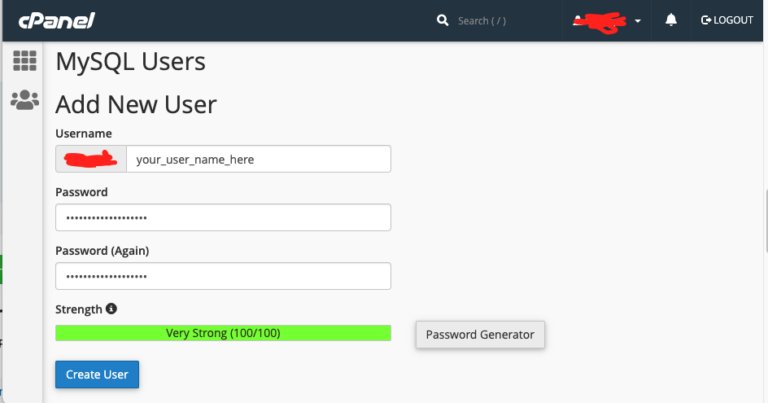 cPanel
Search ( / )
LOGOUT
MySQL Users
Add New User
Username
your_user_name_here
Password
Password (Again)
Strength
Very Strong (100/100)
Password Generator
Create User